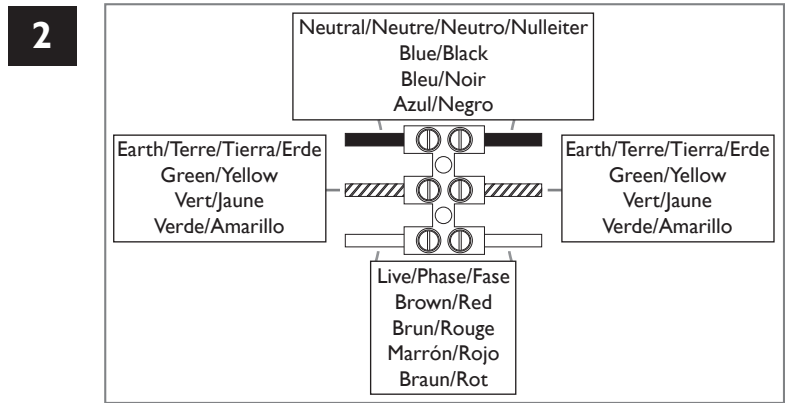 2
Neutral/Neutre/Neutro/Nulleiter
Blue/Black
Bleu/Noir
Azul/Negro
Earth/Terre/Tierra/Erde
Green/Yellow
Vert/Jaune
Verde/Amarillo
Earth/Terre/Tierra/Erde
Green/Yellow
Vert/Jaune
Verde/Amarillo
Live/Phase/Fase
Brown/Red
Brun/Rouge
Marrón/Rojo
Braun/Rot